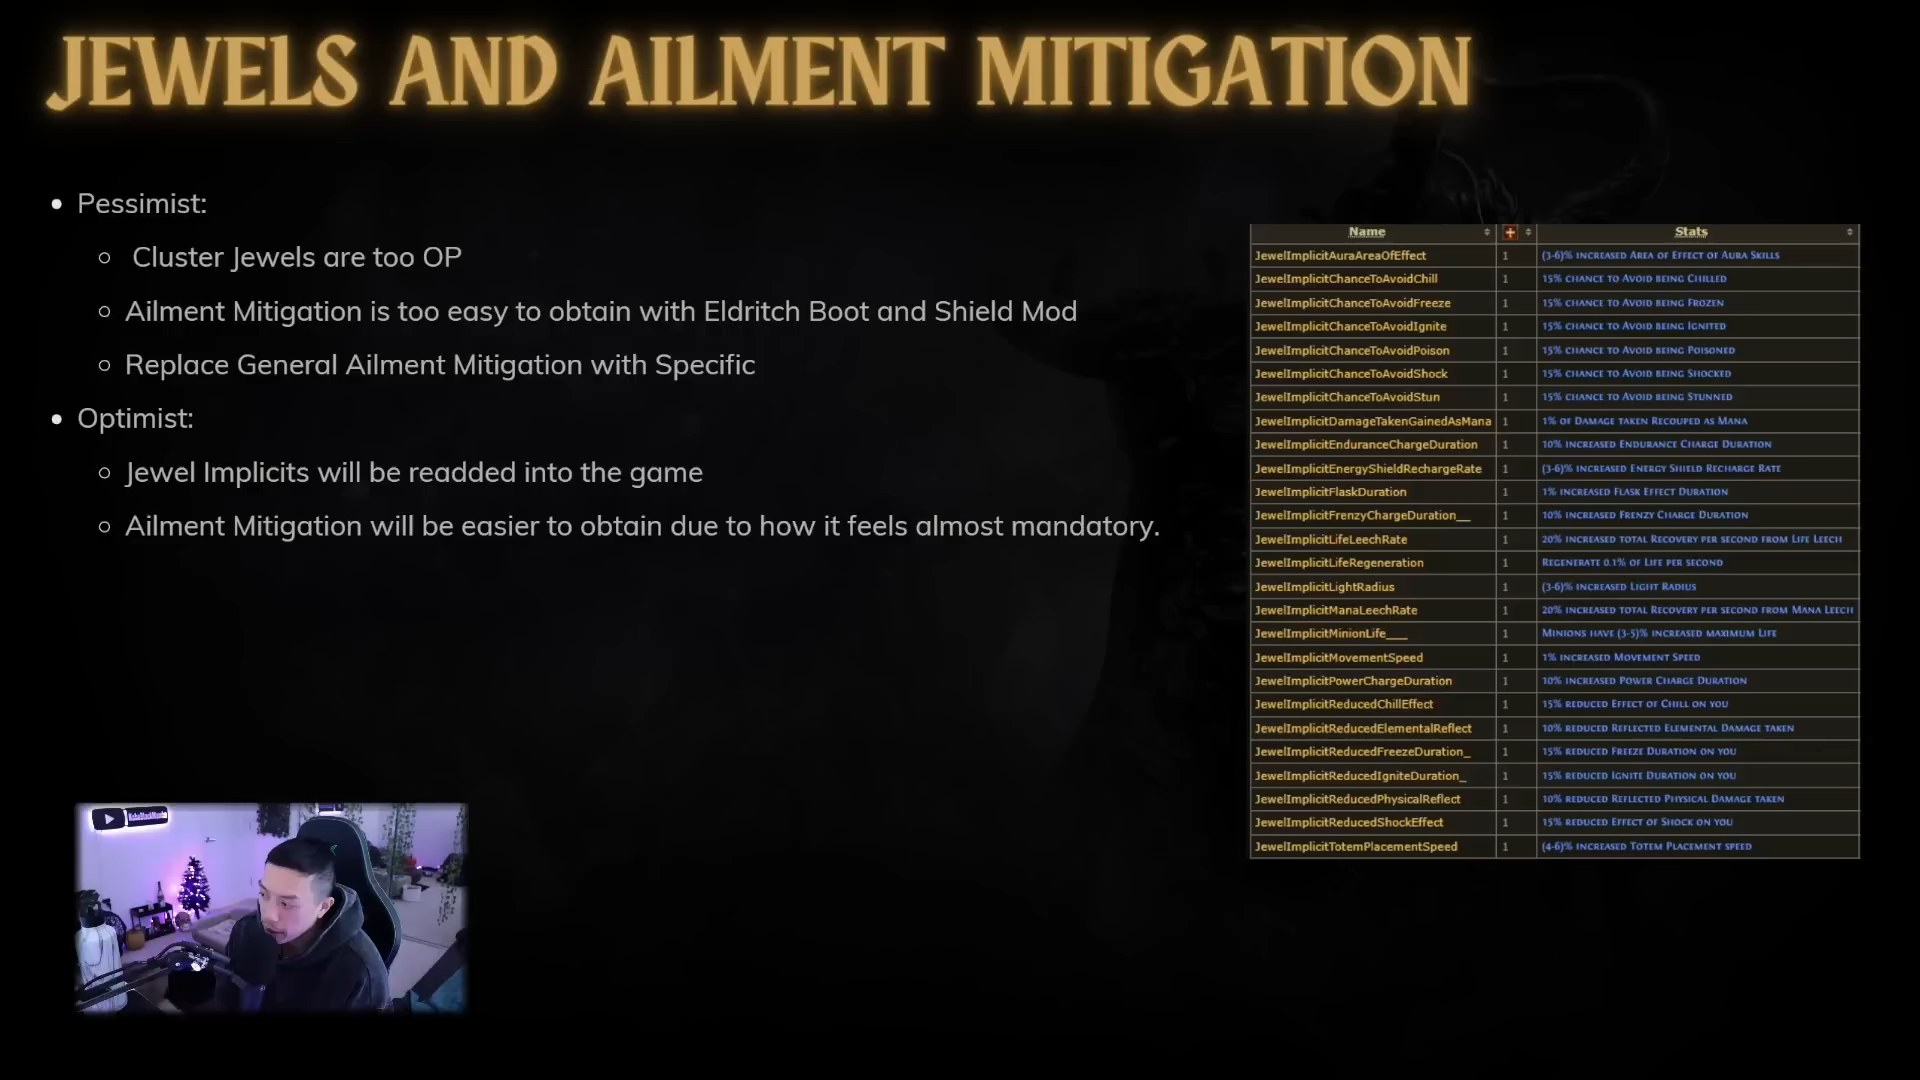 JEWELS AND AILMENT MITIGATION
Pessimist:
Cluster Jewels are too OP
Ailment Mitigation is too easy to obtain with Eldritch Boot and Shield Mod
Replace General Ailment Mitigation with Specific
Optimist:
Jewel Implicits will be readded into the game
Ailment Mitigation will be easier to obtain due to how it feels almost mandatory.
Name Stats
JewelImplicitAuraAreaOfEffect 1 (3-6)% increased Area of Effect of Aura Skills
JewelImplicitChanceToAvoidChill 1 15% chance to Avoid being Chilled
JewelImplicitChanceToAvoidFreeze 1 15% chance to Avoid being Frozen
JewelImplicitChanceToAvoidIgnite 1 15% chance to Avoid being Ignited
JewelImplicitChanceToAvoidPoison 1 15% chance to Avoid being Poisoned
JewelImplicitChanceToAvoidShock 1 15% chance to Avoid being Shocked
JewelImplicitChanceToAvoidStun 1 15% chance to Avoid being Stunned
JewelImplicitDamageTakenGainedAsMana 1 1% of Damage taken Recouped as Mana
JewelImplicitEnduranceChargeDuration 1 10% increased Endurance Charge Duration
JewelImplicitEnergyShieldRechargeRate 1 (3-6)% increased Energy Shield Recharge Rate
JewelImplicitFlaskDuration 1 1% increased Flask Effect Duration
JewelImplicitFrenzyChargeDuration__ 1 10% increased Frenzy Charge Duration
JewelImplicitLifeLeechRate 1 20% increased total Recovery per second from Life Leech
JewelImplicitLifeRegeneration 1 Regenerate 0.1% of Life per second
JewelImplicitLightRadius 1 (3-6)% increased Light Radius
JewelImplicitManaLeechRate 1 20% increased total Recovery per second from Mana Leech
JewelImplicitMinionLife___ 1 Minions have (3-5)% increased maximum Life
JewelImplicitMovementSpeed 1 1% increased Movement Speed
JewelImplicitPowerChargeDuration 1 10% increased Power Charge Duration
JewelImplicitReducedChillEffect 1 15% reduced Effect of Chill on you
JewelImplicitReducedElementalReflect 1 10% reduced Reflected Elemental Damage taken
JewelImplicitReducedFreezeDuration_ 1 15% reduced Freeze Duration on you
JewelImplicitReducedIgniteDuration_ 1 15% reduced Ignite Duration on you
JewelImplicitReducedPhysicalReflect 1 10% reduced Reflected Physical Damage taken
JewelImplicitReducedShockEffect 1 15% reduced Effect of Shock on you
JewelImplicitTotemPlacementSpeed 1 (4-6)% increased Totem Placement speed